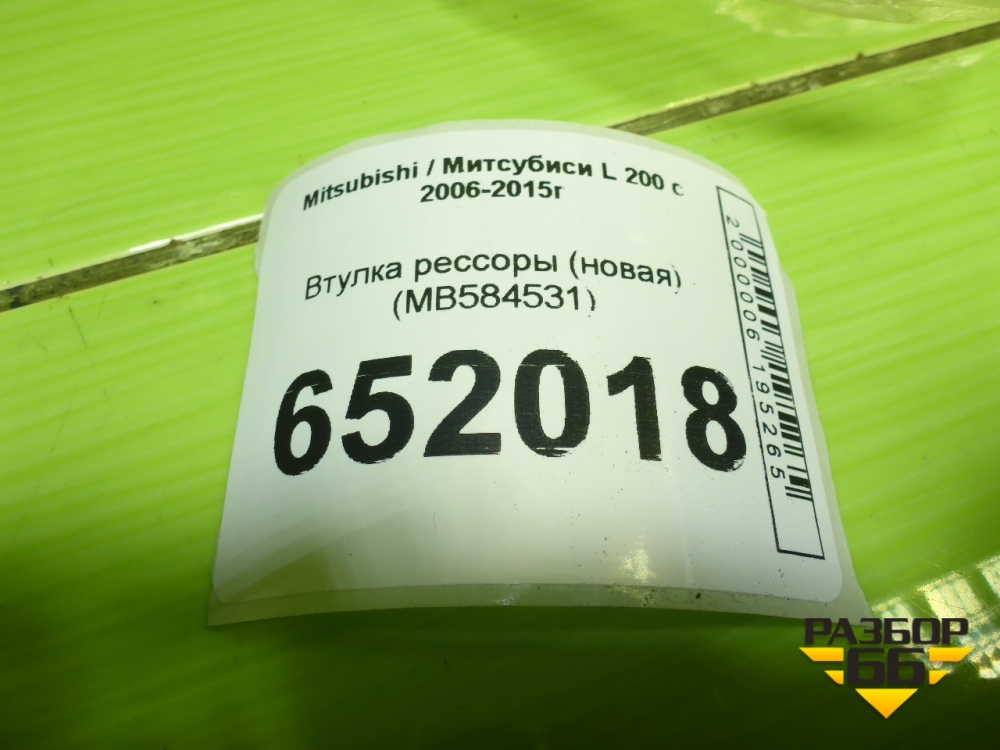 Mitsubishi / Митсубиси L 200 с
2006-2015г
Втулка рессоры (новая)
(MB584531)
652018
2000006195265
РАЗБОР
66